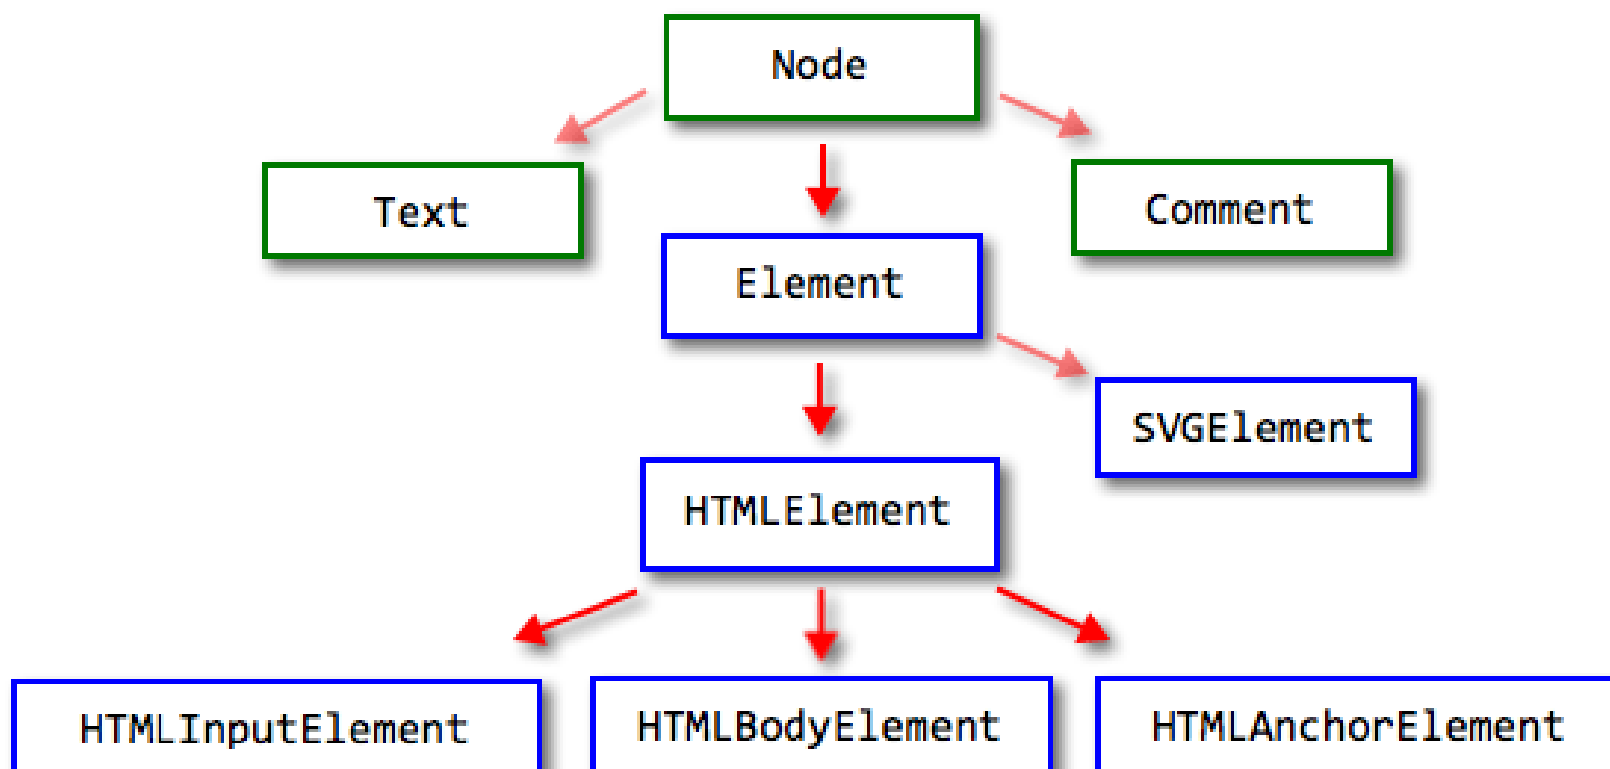 Node
Text
Comment
Element
SVGElement
HTMLElement
HTMLInputElement
HTMLBodyElement
HTMLAnchorElement